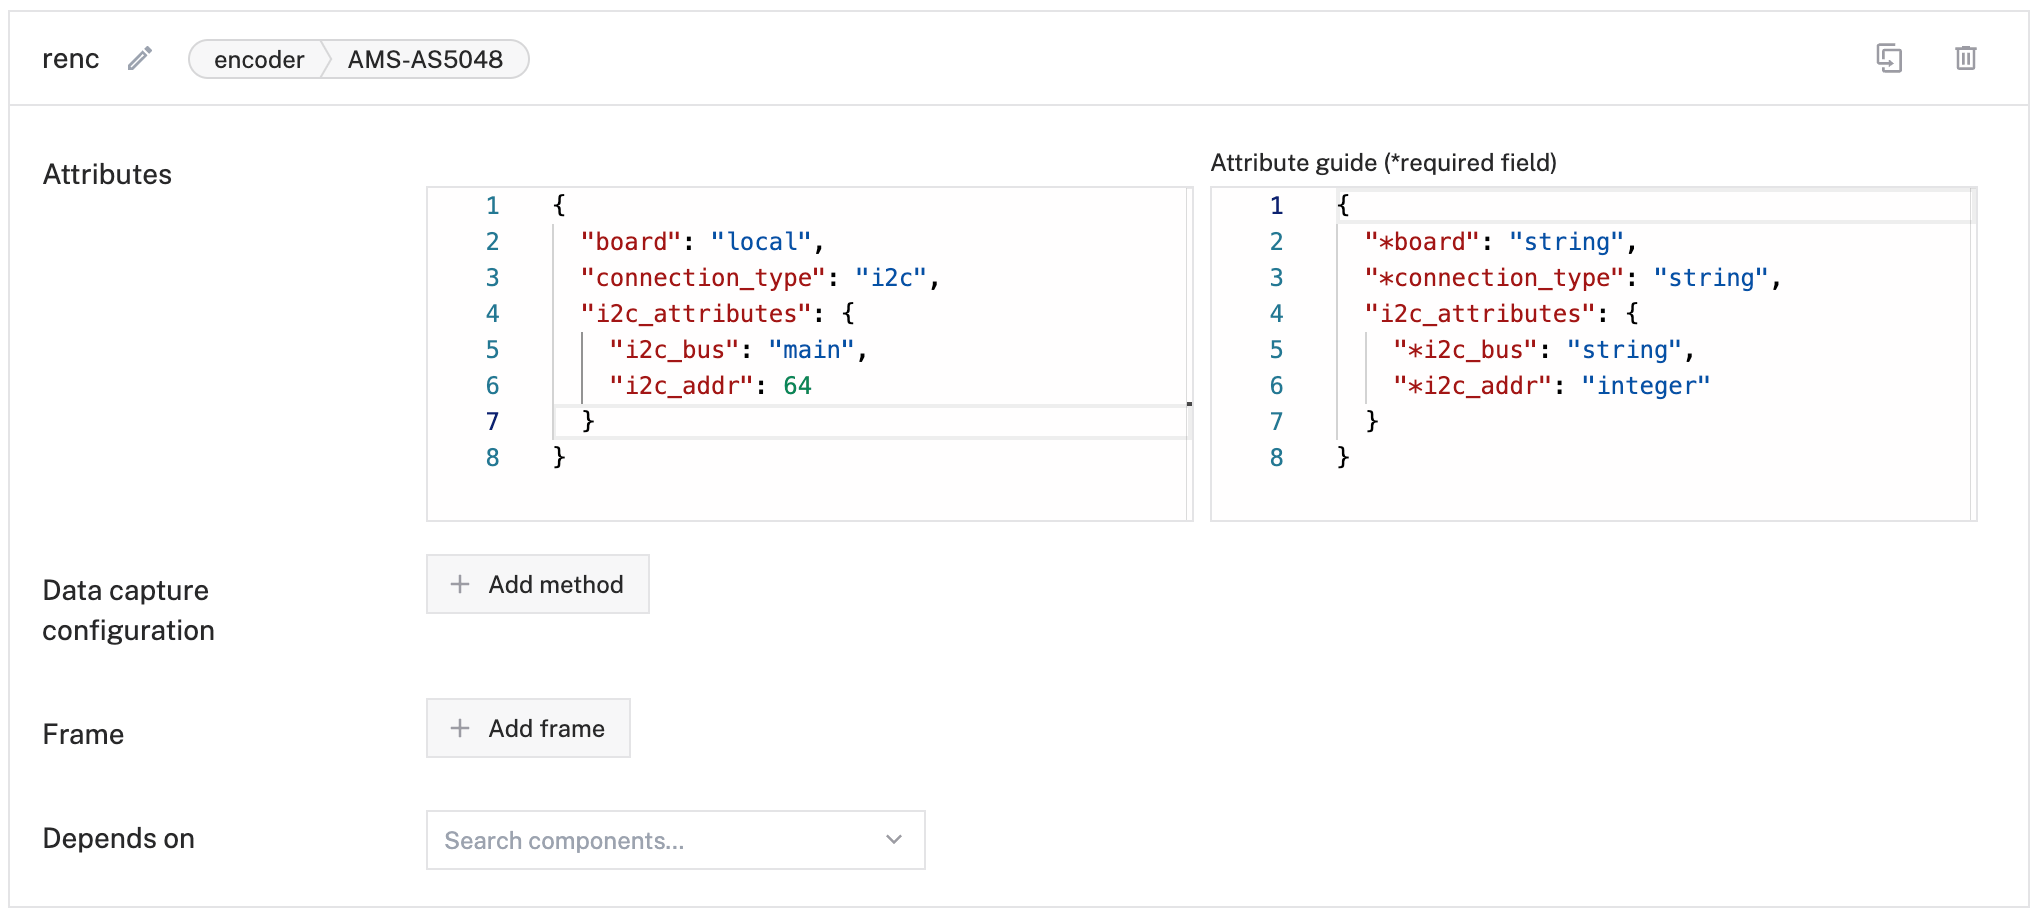 renc
encoder
AMS-AS5048
Attributes
1 {
2 "board": "local",
3 "connection_type": "i2c",
4 "i2c_attributes": {
5 "i2c_bus": "main",
6 "i2c_addr": 64
7 }
8 }
Attribute guide (*required field)
1 {
2 "*board": "string",
3 "*connection_type": "string",
4 "i2c_attributes": {
5 "*i2c_bus": "string",
6 "*i2c_addr": "integer"
7 }
8 }
Data capture
configuration
+ Add method
Frame
+ Add frame
Depends on
Search components...